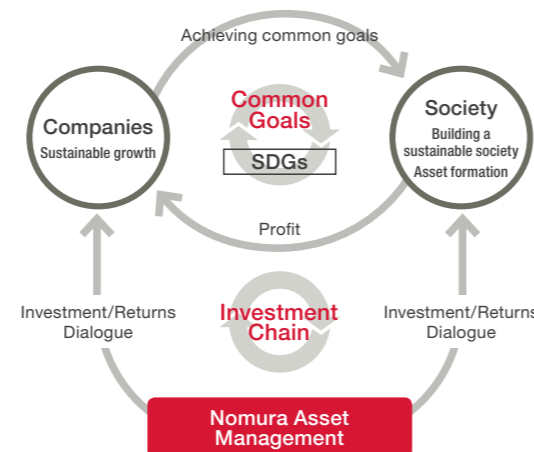 Achieving common goals
Common
Goals
SDGs
Companies
Sustainable growth
Society
Building a
sustainable society
Asset formation
Profit
Investment/Returns
Dialogue
Investment
Chain
Investment/Returns
Dialogue
Nomura Asset
Management